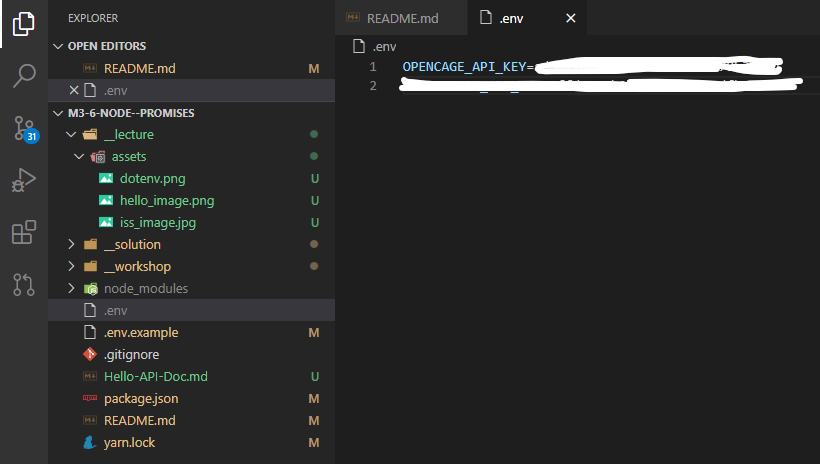 EXPLORER
OPEN EDITORS
README.md M
.env
M3-6-NODE--PROMISES
__lecture
assets
dotenv.png U
hello_image.png U
iss_image.jpg U
__solution
__workshop
node_modules
.env
.env.example M
.gitignore
Hello-API-Doc.md U
package.json M
README.md M
yarn.lock M
31
README.md
.env
.env
1 OPENCAGE_API_KEY=
2